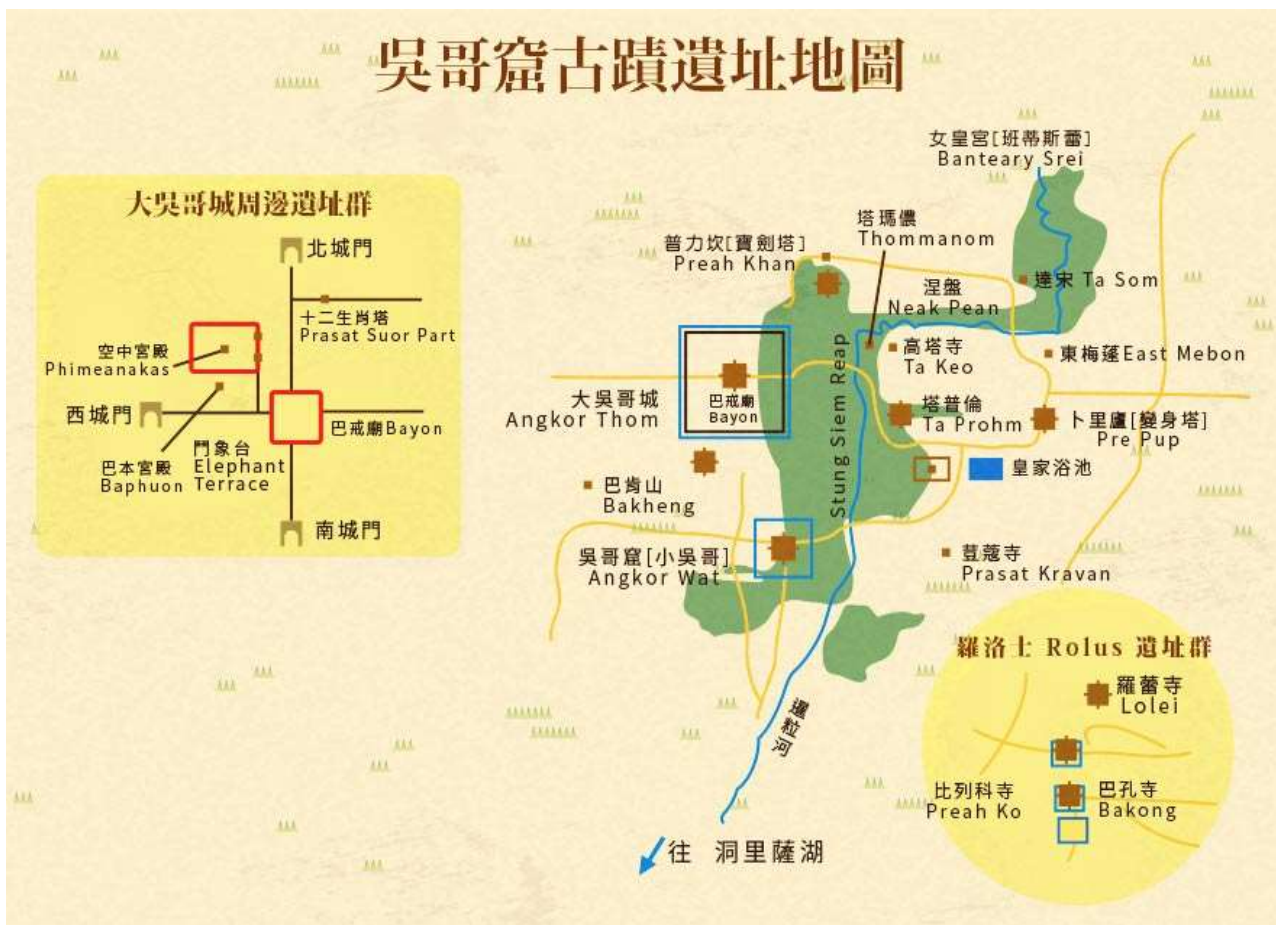 吳哥窟古蹟遺址地圖
大吳哥城周邊遺址群
北城門
十二生肖塔
Prasat Suor Part
空中宮殿
Phimeanakas
西城門
巴戒廟Bayon
巴本宮殿
Baphuon
鬥象台
Elephant
Terrace
南城門
女皇宮[班蒂斯蕾]
Banteary Srei
塔瑪儂
Thommanom
普力坎[寶劍塔]
Preah Khan
涅盤
Neak Pean
達宋 Ta Som
高塔寺
Ta Keo
東梅蓬East Mebon
大吳哥城
Angkor Thom
巴戒廟
Bayon
Stung Siem Reap
塔普倫
Ta Prohm
卜里廬[變身塔]
Pre Pup
皇家浴池
巴肯山
Bakheng
吳哥窟[小吳哥]
Angkor Wat
荳蔻寺
Prasat Kravan
暹粒河
往 洞里薩湖
羅洛士 Rolus 遺址群
羅蕾寺
Lolei
比列科寺
Preah Ko
巴孔寺
Bakong